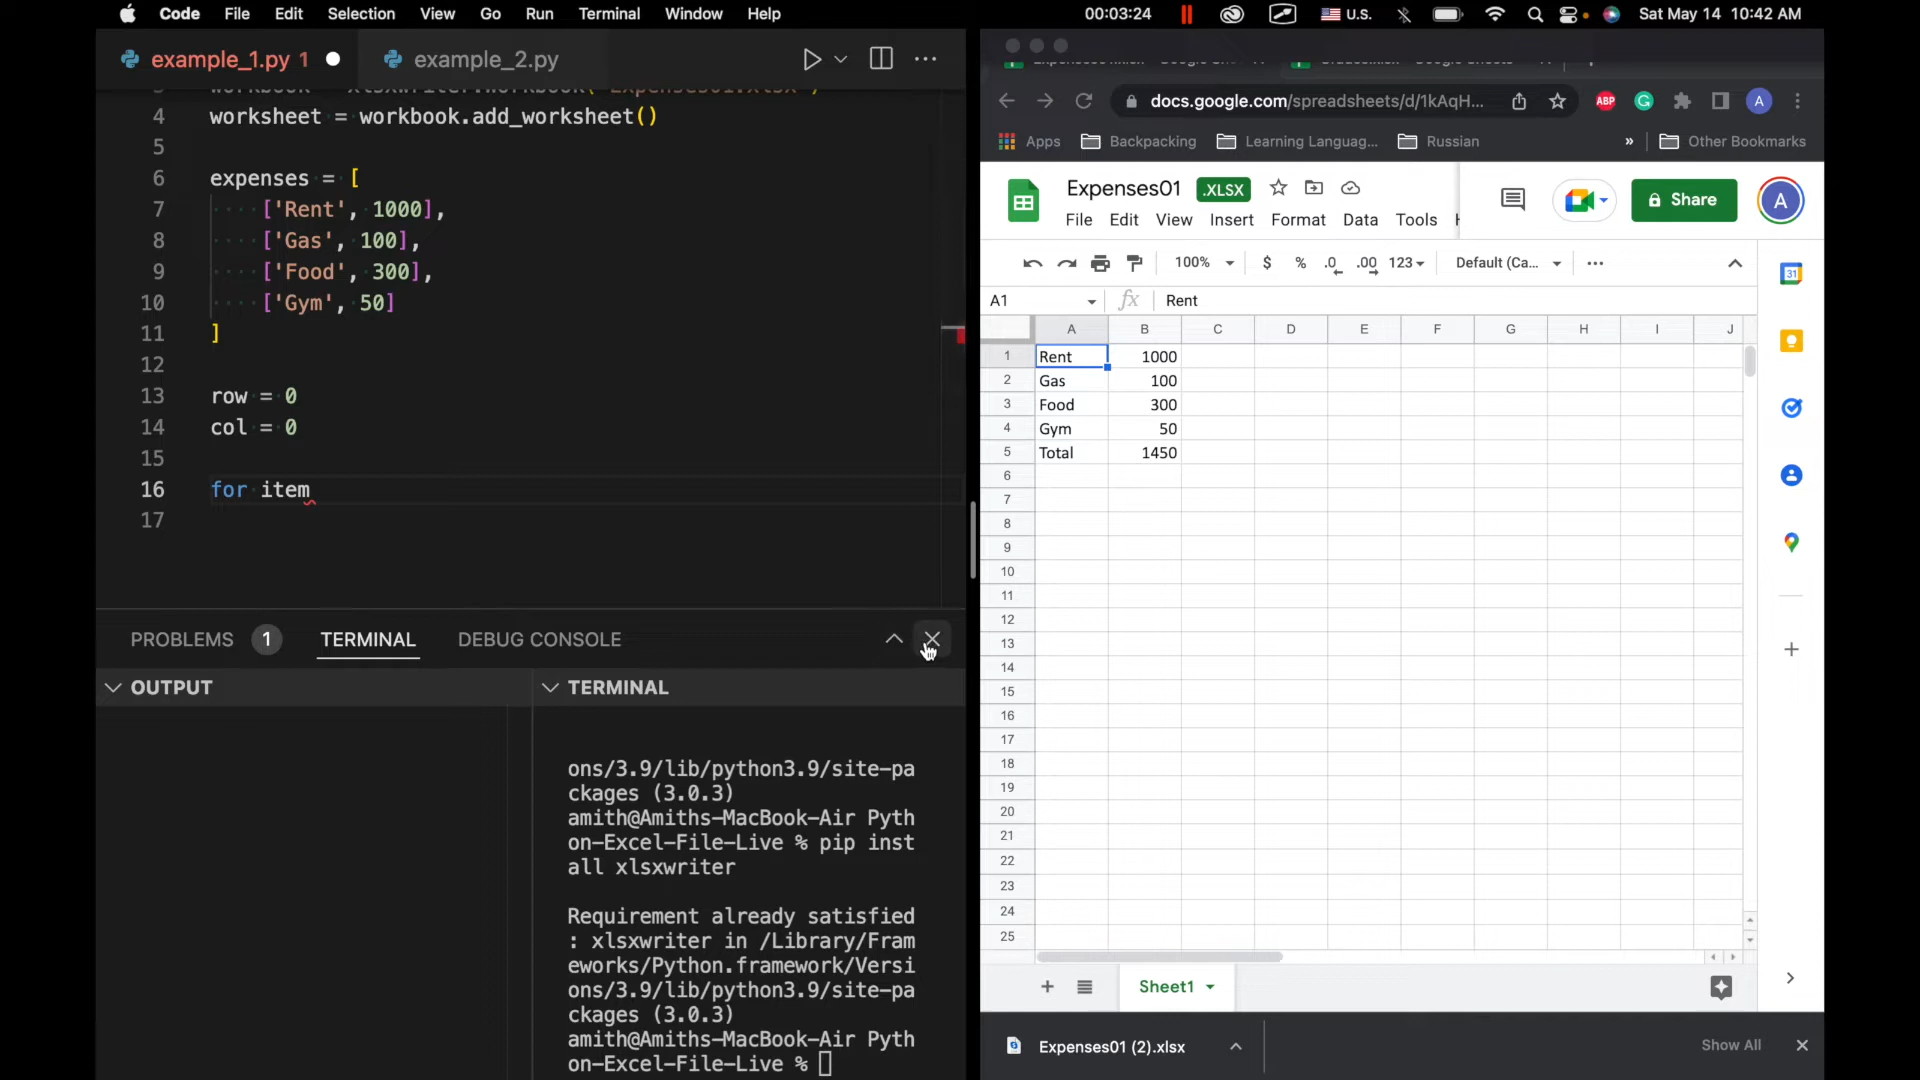 Code File Edit Selection View Go Run Terminal Window Help
00:03:24 U.S. Sat May 14 10:42 AM
example_1.py 1 example_2.py
4 worksheet = workbook.add_worksheet()
5
6 expenses = [
7 ['Rent', 1000],
8 ['Gas', 100],
9 ['Food', 300],
10 ['Gym', 50]
11 ]
12
13 row = 0
14 col = 0
15
16 for item
17
PROBLEMS 1 TERMINAL DEBUG CONSOLE
OUTPUT
TERMINAL
ons/3.9/lib/python3.9/site-pa
ckages (3.0.3)
amith@Amiths-MacBook-Air Pyth
on-Excel-File-Live % pip inst
all xlsxwriter
Requirement already satisfied
: xlsxwriter in /Library/Fram
eworks/Python.framework/Versi
ons/3.9/lib/python3.9/site-pa
ckages (3.0.3)
amith@Amiths-MacBook-Air Pyth
on-Excel-File-Live %
docs.google.com/spreadsheets/d/1kAqH...
ABP G A
Apps Backpacking Learning Languag... Russian » Other Bookmarks
Expenses01 .XLSX
Share A
File Edit View Insert Format Data Tools
100% $ % .0 .00 123 Default (Ca...
31
A1 fx Rent
A B C D E F G H I J
1 Rent 1000
2 Gas 100
3 Food 300
4 Gym 50
5 Total 1450
6
7
8
9
10
11
12
13
14
15
16
17
18
19
20
21
22
23
24
25
Sheet1
Expenses01 (2).xlsx
Show All